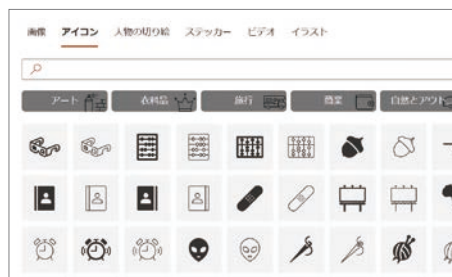 画像 アイコン 人物の切り絵 ステッカー ビデオ イラスト
アート 衣料品 旅行 商業 自然とアウト